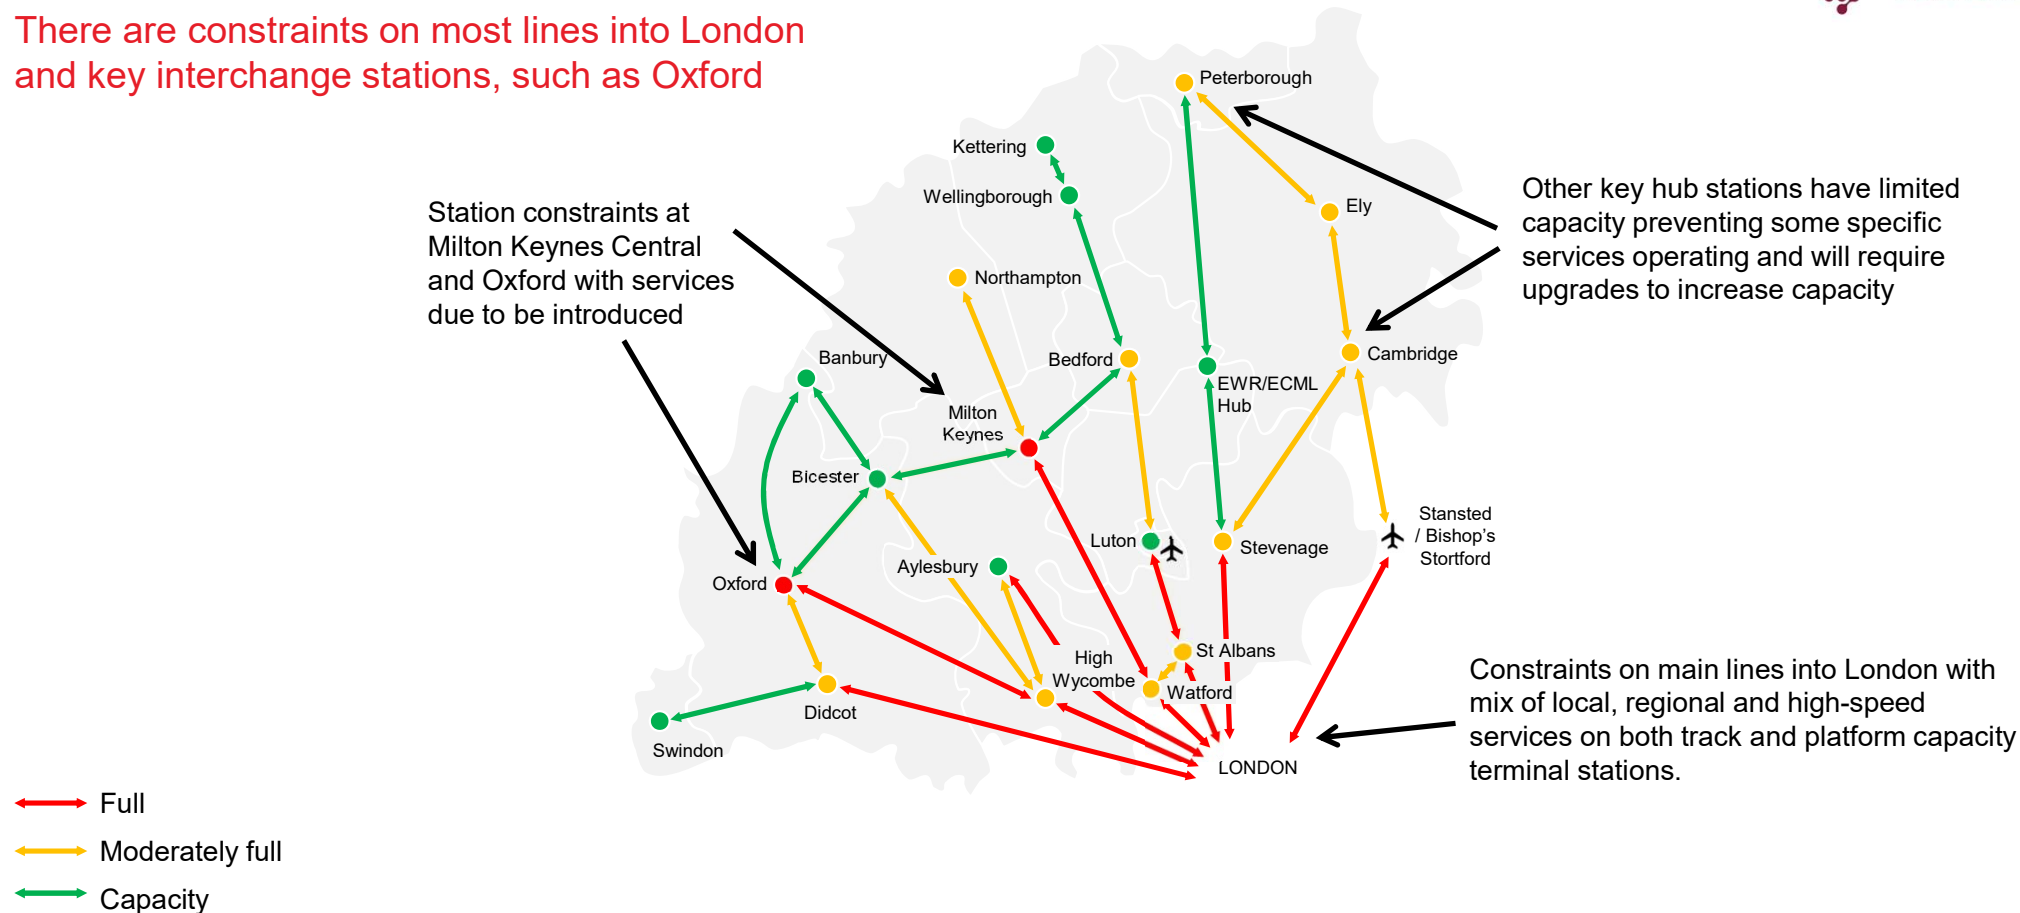 There are constraints on most lines into London
and key interchange stations, such as Oxford
Peterborough
Kettering
Wellingborough
Ely
Station constraints at
Milton Keynes Central
and Oxford with services
due to be introduced
Other key hub stations have limited
capacity preventing some specific
services operating and will require
upgrades to increase capacity
Northampton
Banbury
Bedford
Cambridge
EWR/ECML
Hub
Milton
Keynes
Bicester
Stansted
/ Bishop's
Stortford
Luton
Stevenage
Aylesbury
Oxford
St Albans
High
Wycombe
Watford
Constraints on main lines into London with
mix of local, regional and high-speed
services on both track and platform capacity
terminal stations.
Didcot
Swindon
LONDON
Full
Moderately full
Capacity